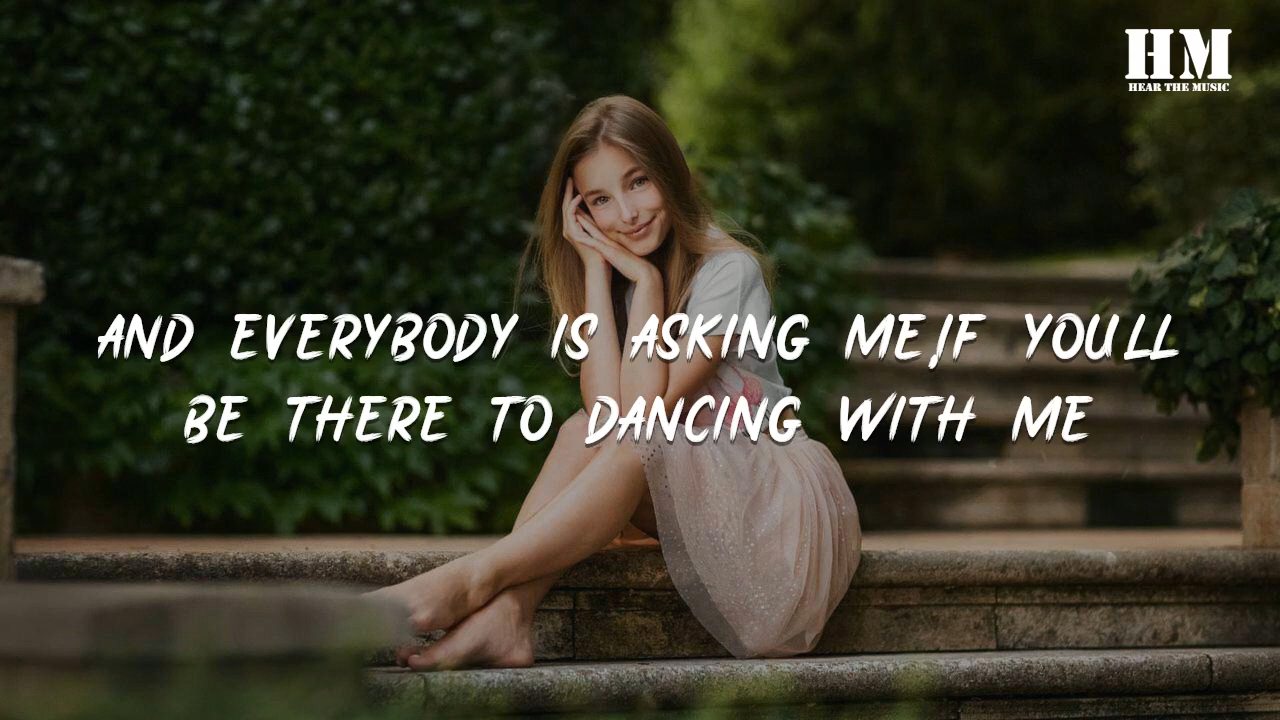 HM
HEAR THE MUSIC
AND EVERYBODY IS ASKING ME,IF YOU'LL
BE THERE TO DANCING WITH ME